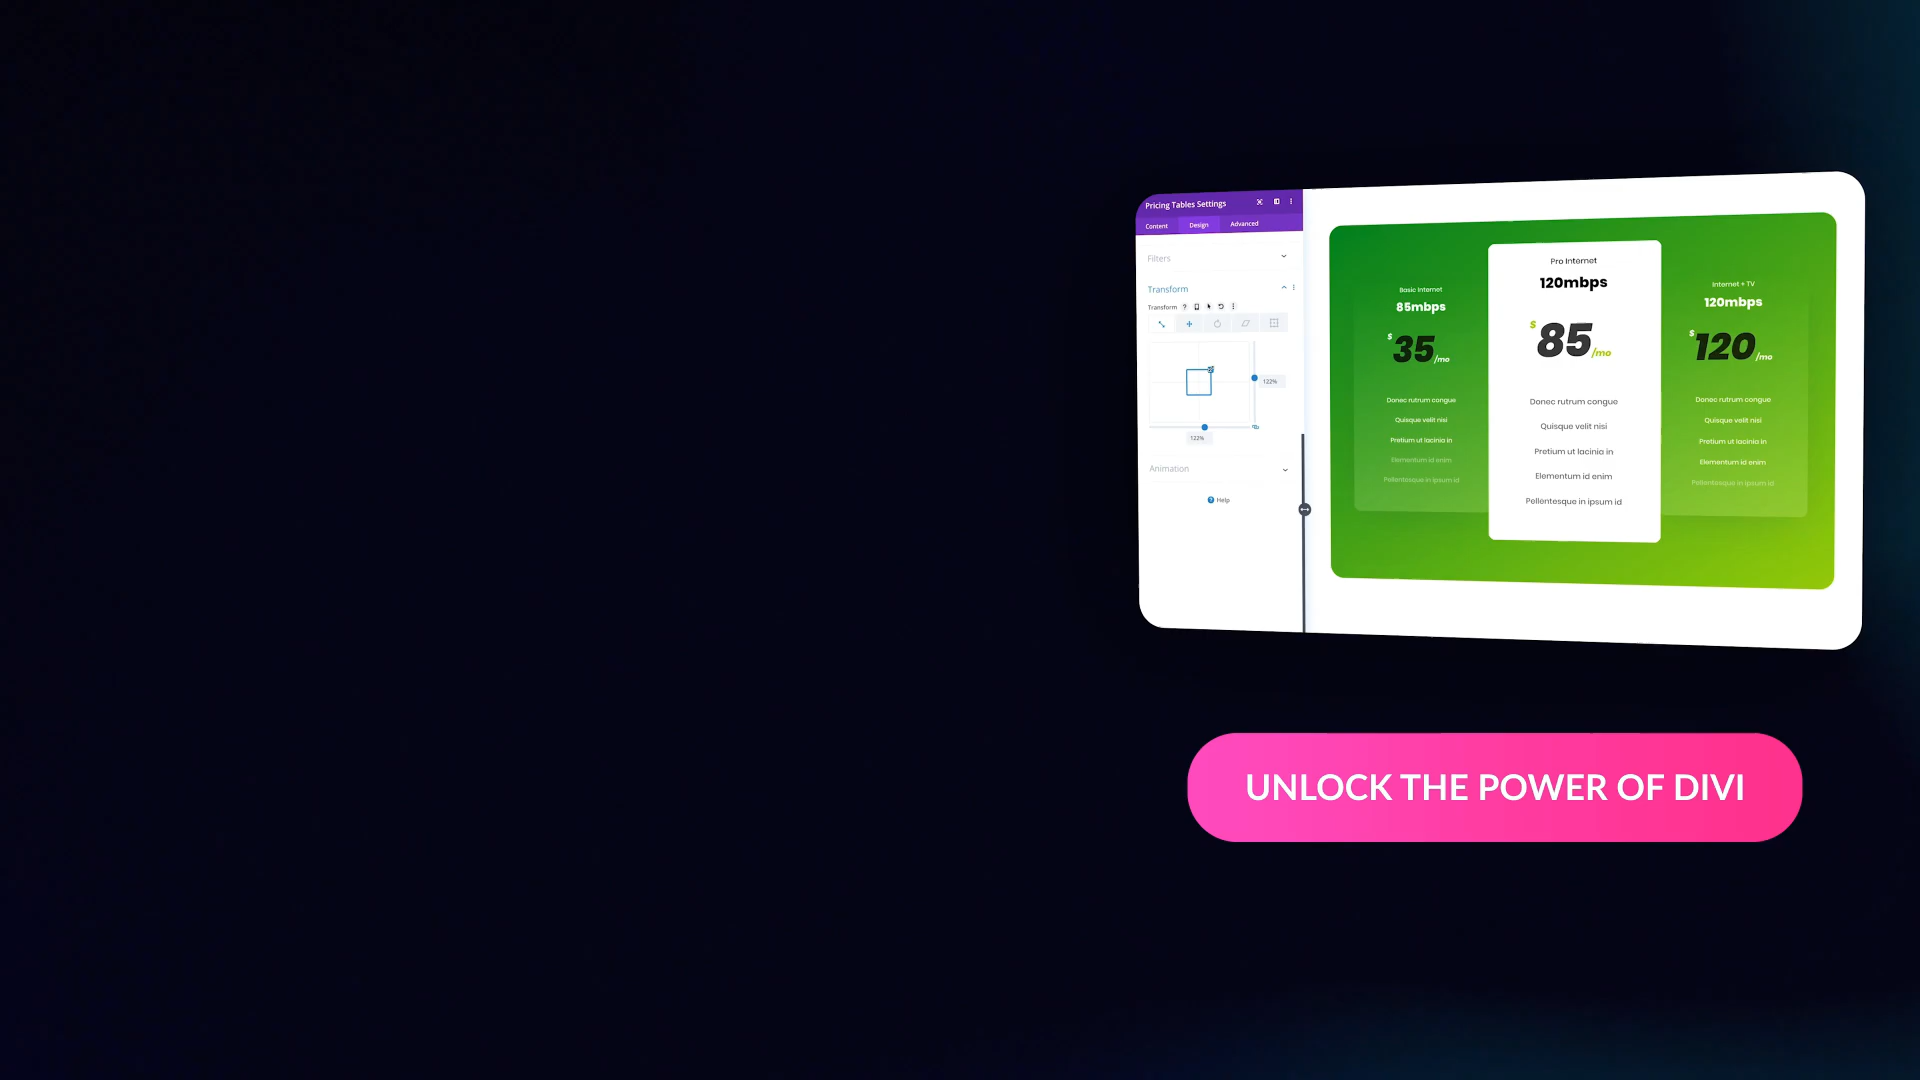 Pricing Tables Settings
Content Design Advanced
Filters
Transform
Transform
122%
122%
Animation
Help
Basic Internet
85mbps
$35/mo
Donec rutrum congue
Quisque velit nisi
Pretium ut lacinia in
Elementum id enim
Pellentesque in ipsum id
Pro Internet
120mbps
$85/mo
Donec rutrum congue
Quisque velit nisi
Pretium ut lacinia in
Elementum id enim
Pellentesque in ipsum id
Internet + TV
120mbps
$120/mo
Donec rutrum congue
Quisque velit nisi
Pretium ut lacinia in
Elementum id enim
Pellentesque in ipsum id
UNLOCK THE POWER OF DIVI